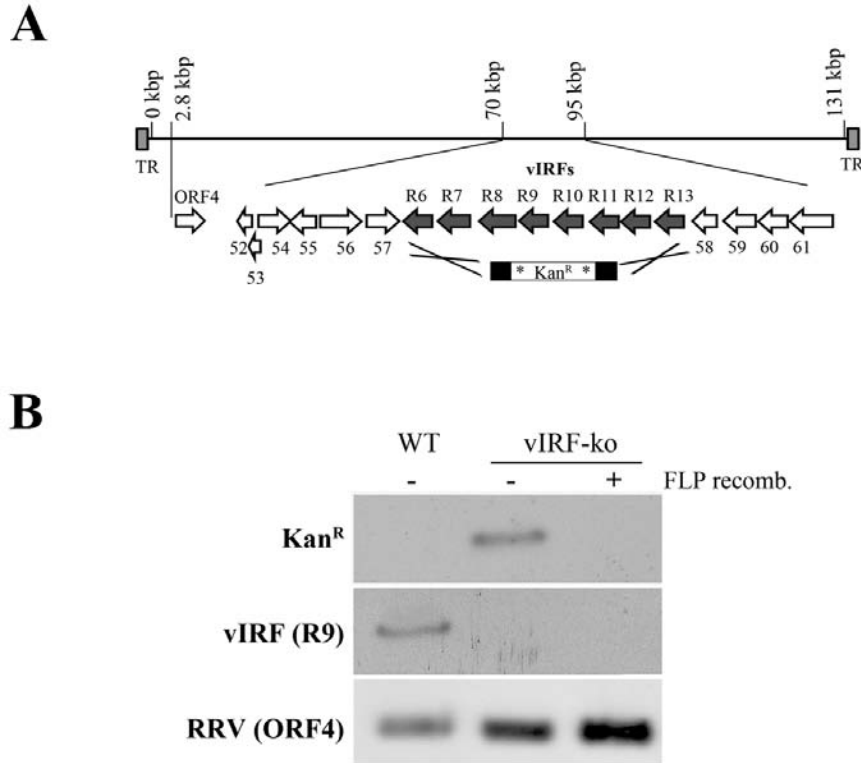 A
0 kbp 2.8 kbp 70 kbp 95 kbp 131 kbp
TR TR
vIRFs
ORF4 R6 R7 R8 R9 R10 R11 R12 R13
52 54 55 56 57 58 59 60 61
53
* Kanᴿ *
B
WT vIRF-ko
- - + FLP recomb.
Kanᴿ
vIRF (R9)
RRV (ORF4)